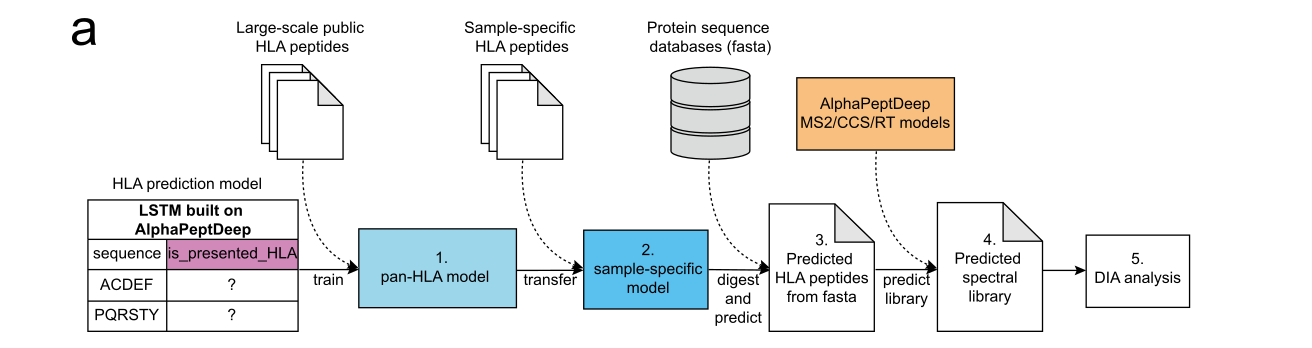 a
Large-scale public
HLA peptides
Sample-specific
HLA peptides
Protein sequence
databases (fasta)
AlphaPeptDeep
MS2/CCS/RT models
HLA prediction model
LSTM built on
AlphaPeptDeep
sequence is_presented_HLA
ACDEF ?
PQRSTY ?
train
1.
pan-HLA model
transfer
2.
sample-specific
model
digest
and
predict
3.
Predicted
HLA peptides
from fasta
predict
library
4.
Predicted
spectral
library
5.
DIA analysis